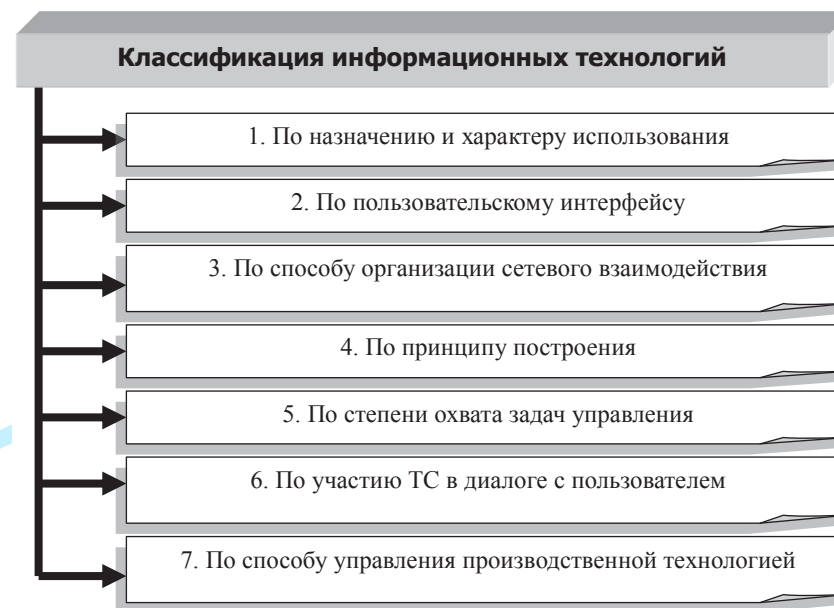 Классификация информационных технологий
1. По назначению и характеру использования
2. По пользовательскому интерфейсу
3. По способу организации сетевого взаимодействия
4. По принципу построения
5. По степени охвата задач управления
6. По участию ТС в диалоге с пользователем
7. По способу управления производственной технологией